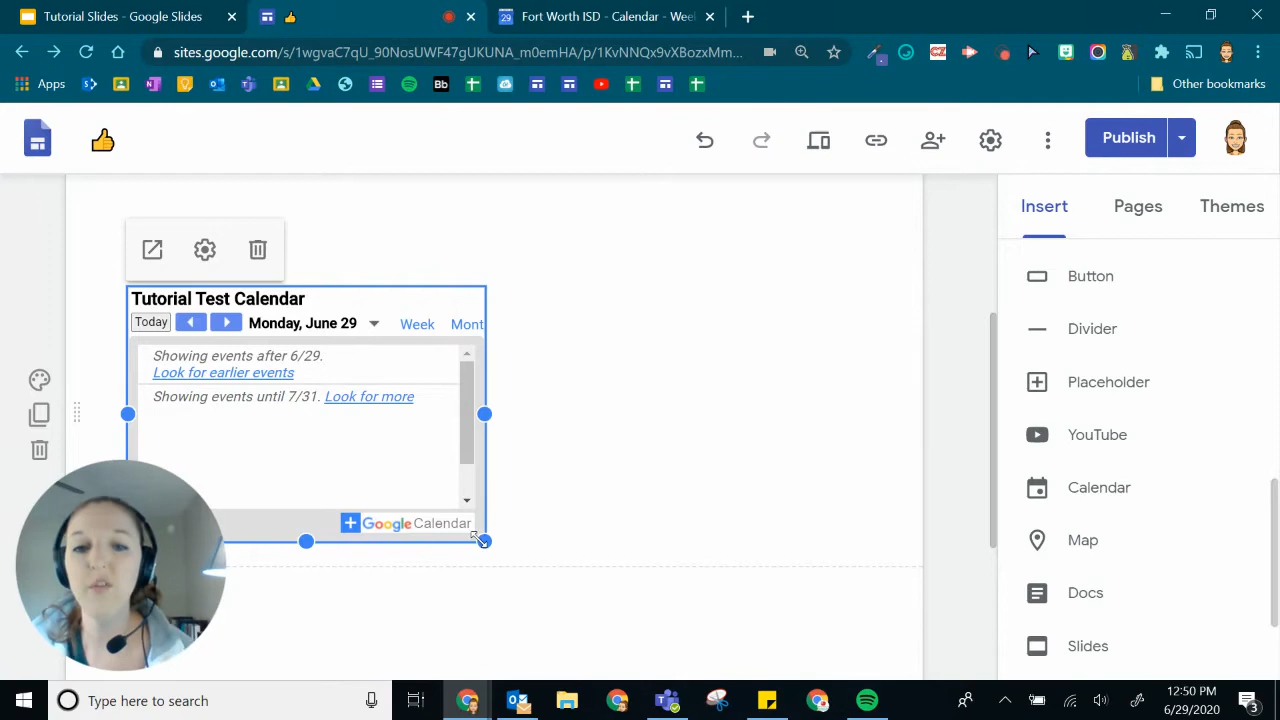 Tutorial Slides - Google Slides
Fort Worth ISD - Calendar - Wee
sites.google.com/s/1wgvaC7qU_90NosUWF47gUKUNA_m0emHA/p/1KvNNQx9vXBozxMm...
Apps
Bb
Other bookmarks
Publish
Insert
Pages
Themes
Button
Divider
Placeholder
YouTube
Calendar
Map
Docs
Slides
Tutorial Test Calendar
Today
Monday, June 29
Week
Mont
Showing events after 6/29.
Look for earlier events
Showing events until 7/31. Look for more
Google Calendar
Type here to search
12:50 PM
6/29/2020
3